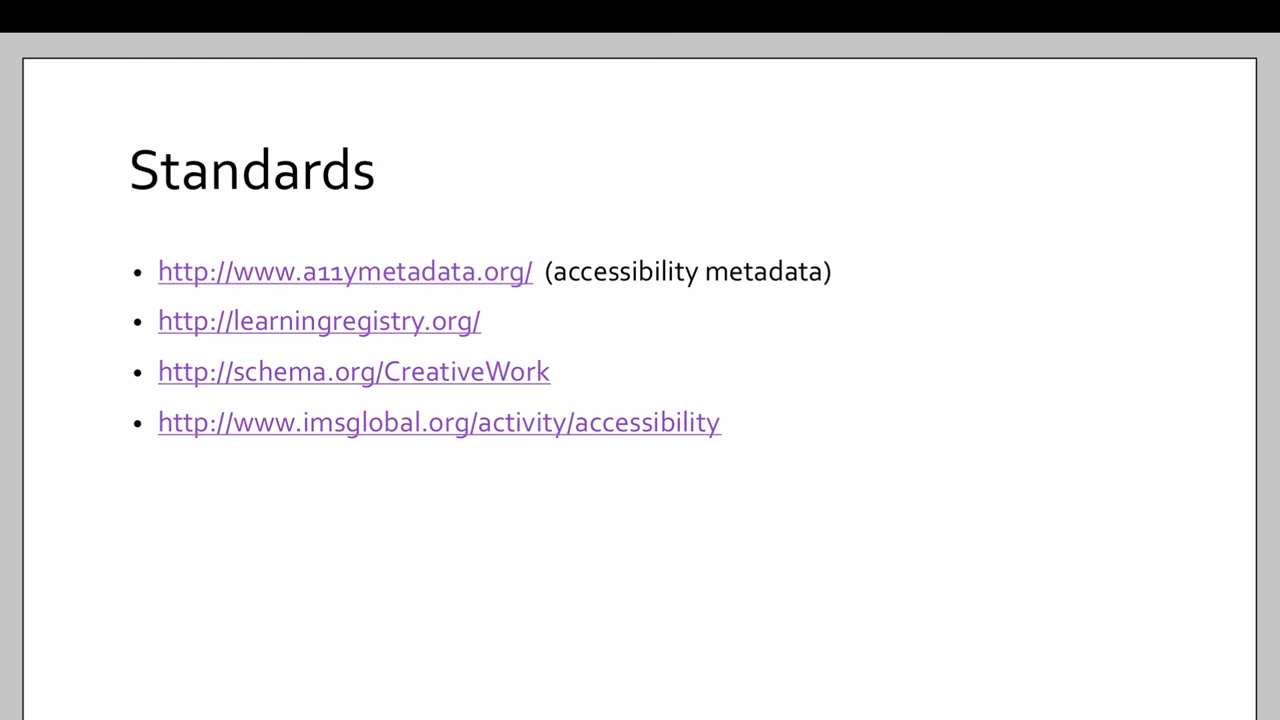 Standards
• http://www.a11ymetadata.org/ (accessibility metadata)
• http://learningregistry.org/
• http://schema.org/CreativeWork
• http://www.imsglobal.org/activity/accessibility